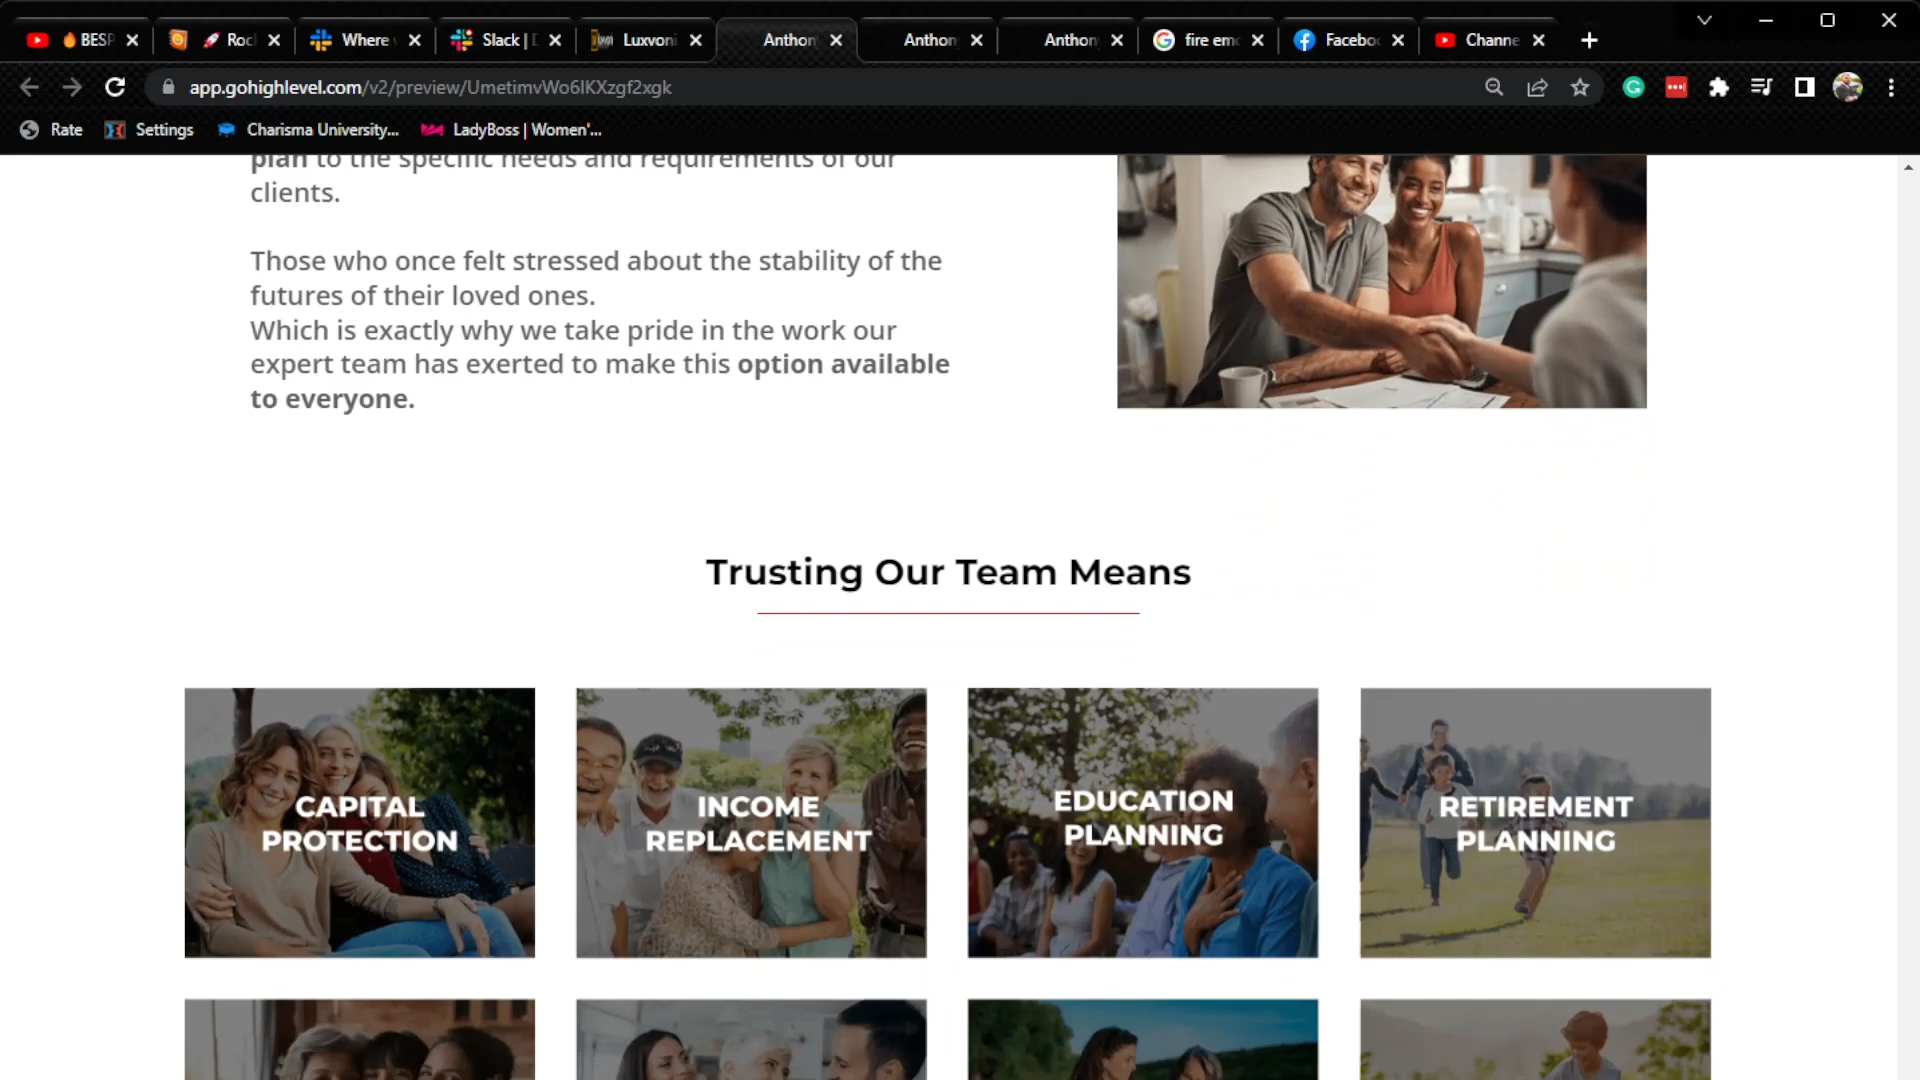 BESP
Roc
Where
Slack | D
Luxvoni
Anthon
Anthon
Anthon
fire emo
Facebo
Channe
app.gohighlevel.com/v2/preview/UmetimvWo6lKXzgf2xgk
Rate
Settings
Charisma University...
LadyBoss | Women'...
plan to the specific needs and requirements of our
clients.
Those who once felt stressed about the stability of the
futures of their loved ones.
Which is exactly why we take pride in the work our
expert team has exerted to make this option available
to everyone.
Trusting Our Team Means
CAPITAL
PROTECTION
INCOME
REPLACEMENT
EDUCATION
PLANNING
RETIREMENT
PLANNING